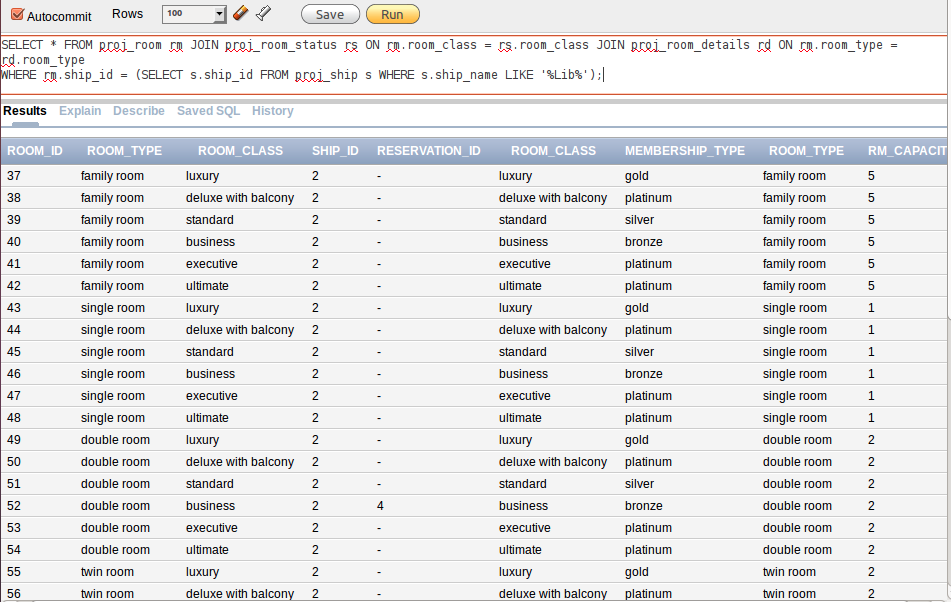 Autocommit Rows 100 Save Run
SELECT * FROM proj_room rm JOIN proj_room_status rs ON rm.room_class = rs.room_class JOIN proj_room_details rd ON rm.room_type =
rd.room_type
WHERE rm.ship_id = (SELECT s.ship_id FROM proj_ship s WHERE s.ship_name LIKE '%Lib%');
Results Explain Describe Saved SQL History
ROOM_ID ROOM_TYPE ROOM_CLASS SHIP_ID RESERVATION_ID ROOM_CLASS MEMBERSHIP_TYPE ROOM_TYPE RM_CAPACIT
37 family room luxury 2 - luxury gold family room 5
38 family room deluxe with balcony 2 - deluxe with balcony platinum family room 5
39 family room standard 2 - standard silver family room 5
40 family room business 2 - business bronze family room 5
41 family room executive 2 - executive platinum family room 5
42 family room ultimate 2 - ultimate platinum family room 5
43 single room luxury 2 - luxury gold single room 1
44 single room deluxe with balcony 2 - deluxe with balcony platinum single room 1
45 single room standard 2 - standard silver single room 1
46 single room business 2 - business bronze single room 1
47 single room executive 2 - executive platinum single room 1
48 single room ultimate 2 - ultimate platinum single room 1
49 double room luxury 2 - luxury gold double room 2
50 double room deluxe with balcony 2 - deluxe with balcony platinum double room 2
51 double room standard 2 - standard silver double room 2
52 double room business 2 4 business bronze double room 2
53 double room executive 2 - executive platinum double room 2
54 double room ultimate 2 - ultimate platinum double room 2
55 twin room luxury 2 - luxury gold twin room 2
56 twin room deluxe with balcony 2 - deluxe with balcony platinum twin room 2